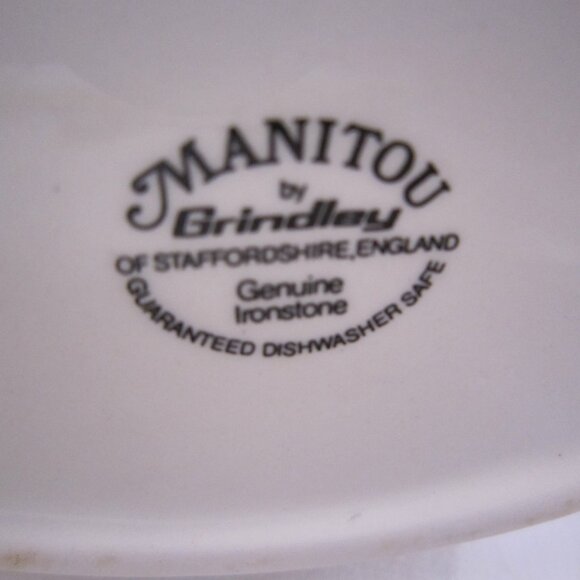 MANITOU
by
Grindley
OF STAFFORDSHIRE, ENGLAND
Genuine
Ironstone
GUARANTEED DISHWASHER SAFE